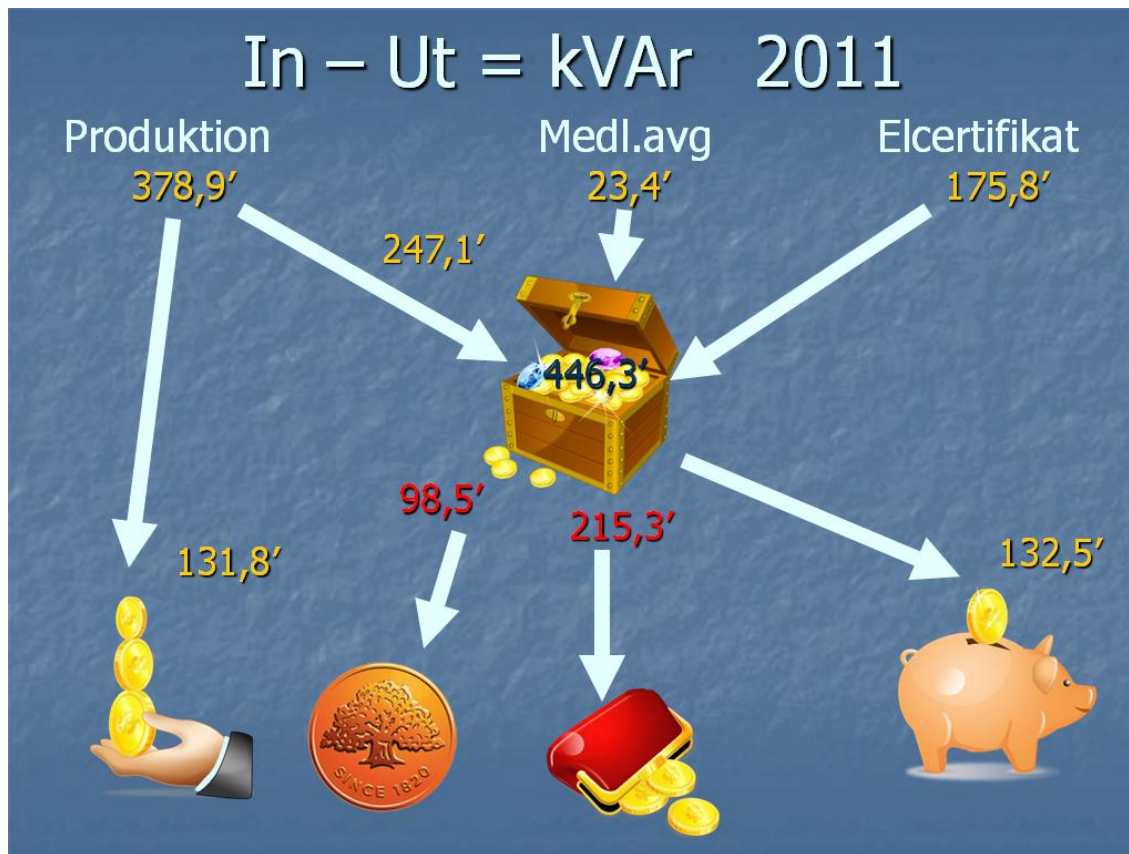 In – Ut = kVAr 2011
Produktion
Medl.avg
Elcertifikat
378,9’
23,4’
175,8’
247,1’
446,3’
98,5’
215,3’
131,8’
132,5’
SINCE 1820